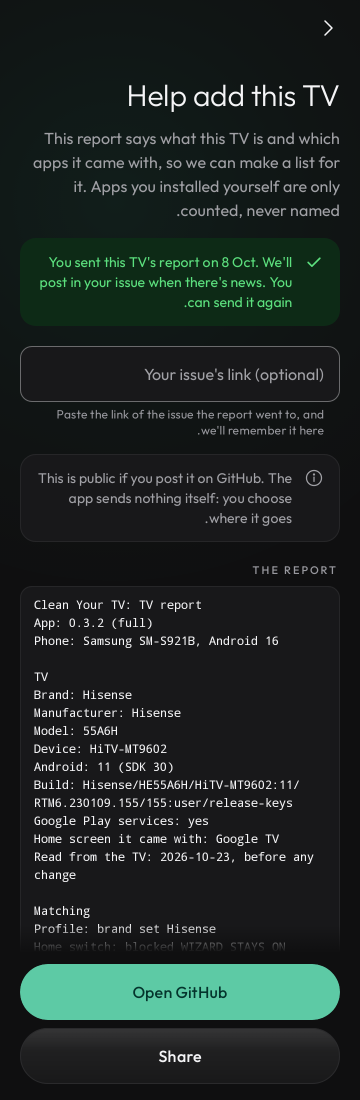 Help add this TV
This report says what this TV is and which
apps it came with, so we can make a list for
it. Apps you installed yourself are only
.counted, never named
You sent this TV's report on 8 Oct. We'll
post in your issue when there's news. You
.can send it again
Your issue's link (optional)
Paste the link of the issue the report went to, and
.we'll remember it here
This is public if you post it on GitHub. The
app sends nothing itself: you choose
.where it goes
THE REPORT
Clean Your TV: TV report
App: 0.3.2 (full)
Phone: Samsung SM-S921B, Android 16
TV
Brand: Hisense
Manufacturer: Hisense
Model: 55A6H
Device: HiTV-MT9602
Android: 11 (SDK 30)
Build: Hisense/HE55A6H/HiTV-MT9602:11/
RTM6.230109.155/155:user/release-keys
Google Play services: yes
Home screen it came with: Google TV
Read from the TV: 2026-10-23, before any
change
Matching
Profile: brand set Hisense
Home switch: blocked WIZARD STAYS ON
Open GitHub
Share